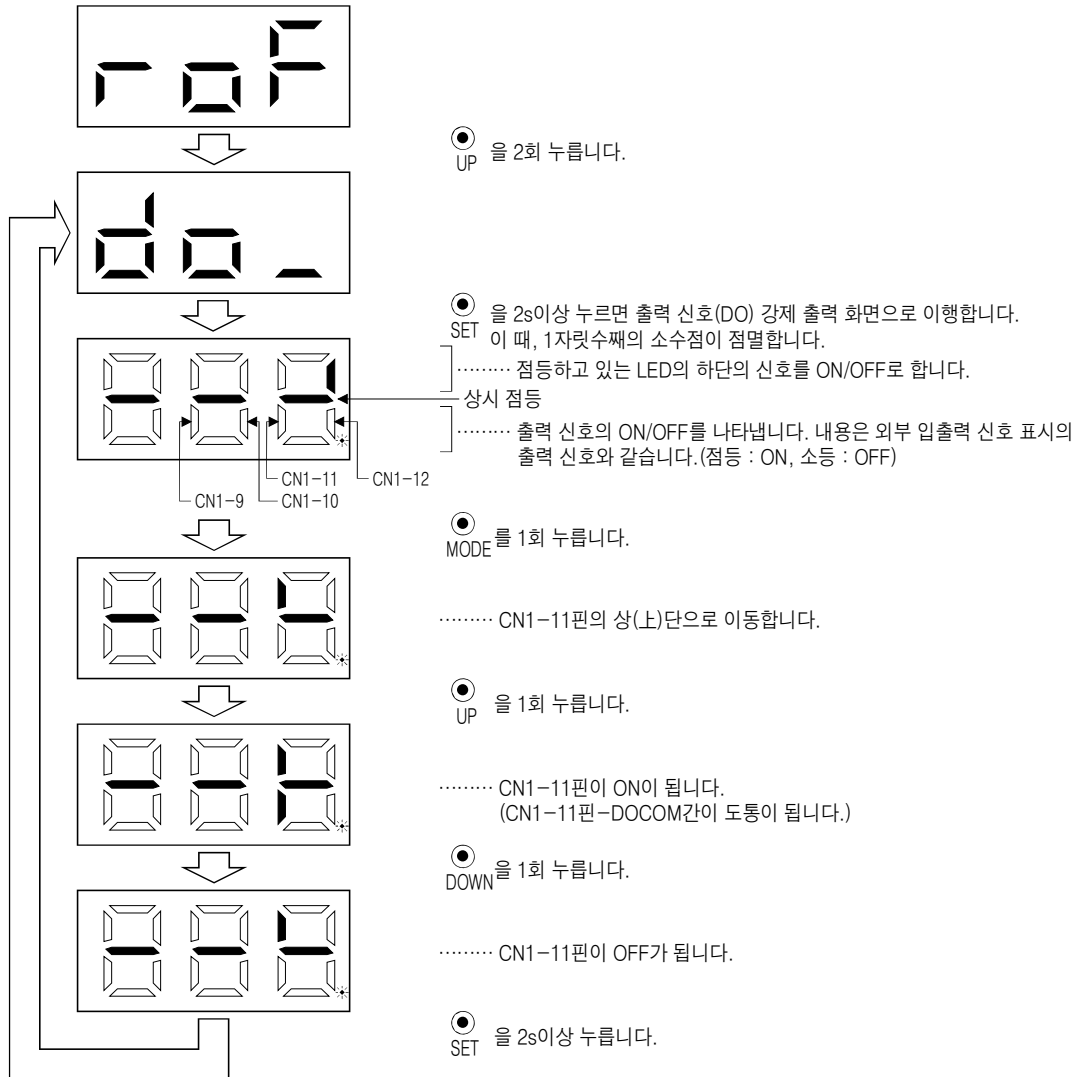 roF
UP 을 2회 누릅니다.
do_
SET 을 2s이상 누르면 출력 신호(DO) 강제 출력 화면으로 이행합니다.
이 때, 1자릿수째의 소수점이 점멸합니다.
……… 점등하고 있는 LED의 하단의 신호를 ON/OFF로 합니다.
상시 점등
……… 출력 신호의 ON/OFF를 나타냅니다. 내용은 외부 입출력 신호 표시의
출력 신호와 같습니다.(점등 : ON, 소등 : OFF)
CN1-11 CN1-12
CN1-9 CN1-10
MODE 를 1회 누릅니다.
……… CN1-11핀의 상(上)단으로 이동합니다.
UP 을 1회 누릅니다.
……… CN1-11핀이 ON이 됩니다.
(CN1-11핀-DOCOM간이 도통이 됩니다.)
DOWN 을 1회 누릅니다.
……… CN1-11핀이 OFF가 됩니다.
SET 을 2s이상 누릅니다.